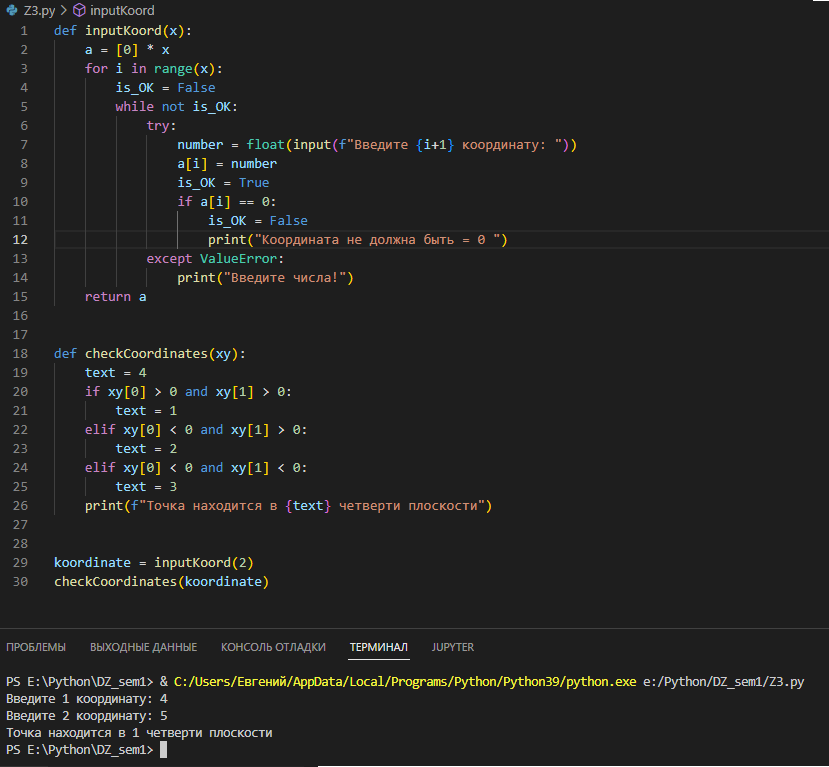 Z3.py > inputKoord
1 def inputKoord(x):
2     a = [0] * x
3     for i in range(x):
4         is_OK = False
5         while not is_OK:
6             try:
7                 number = float(input(f"Введите {i+1} координату: "))
8                 a[i] = number
9                 is_OK = True
10                 if a[i] == 0:
11                     is_OK = False
12                     print("Координата не должна быть = 0 ")
13             except ValueError:
14                 print("Введите числа!")
15     return a
16
17
18 def checkCoordinates(xy):
19     text = 4
20     if xy[0] > 0 and xy[1] > 0:
21         text = 1
22     elif xy[0] < 0 and xy[1] > 0:
23         text = 2
24     elif xy[0] < 0 and xy[1] < 0:
25         text = 3
26     print(f"Точка находится в {text} четверти плоскости")
27
28
29 koordinate = inputKoord(2)
30 checkCoordinates(koordinate)
ПРОБЛЕМЫ ВЫХОДНЫЕ ДАННЫЕ КОНСОЛЬ ОТЛАДКИ ТЕРМИНАЛ JUPYTER
PS E:\Python\DZ_sem1> & C:/Users/Евгений/AppData/Local/Programs/Python/Python39/python.exe e:/Python/DZ_sem1/Z3.py
Введите 1 координату: 4
Введите 2 координату: 5
Точка находится в 1 четверти плоскости
PS E:\Python\DZ_sem1>